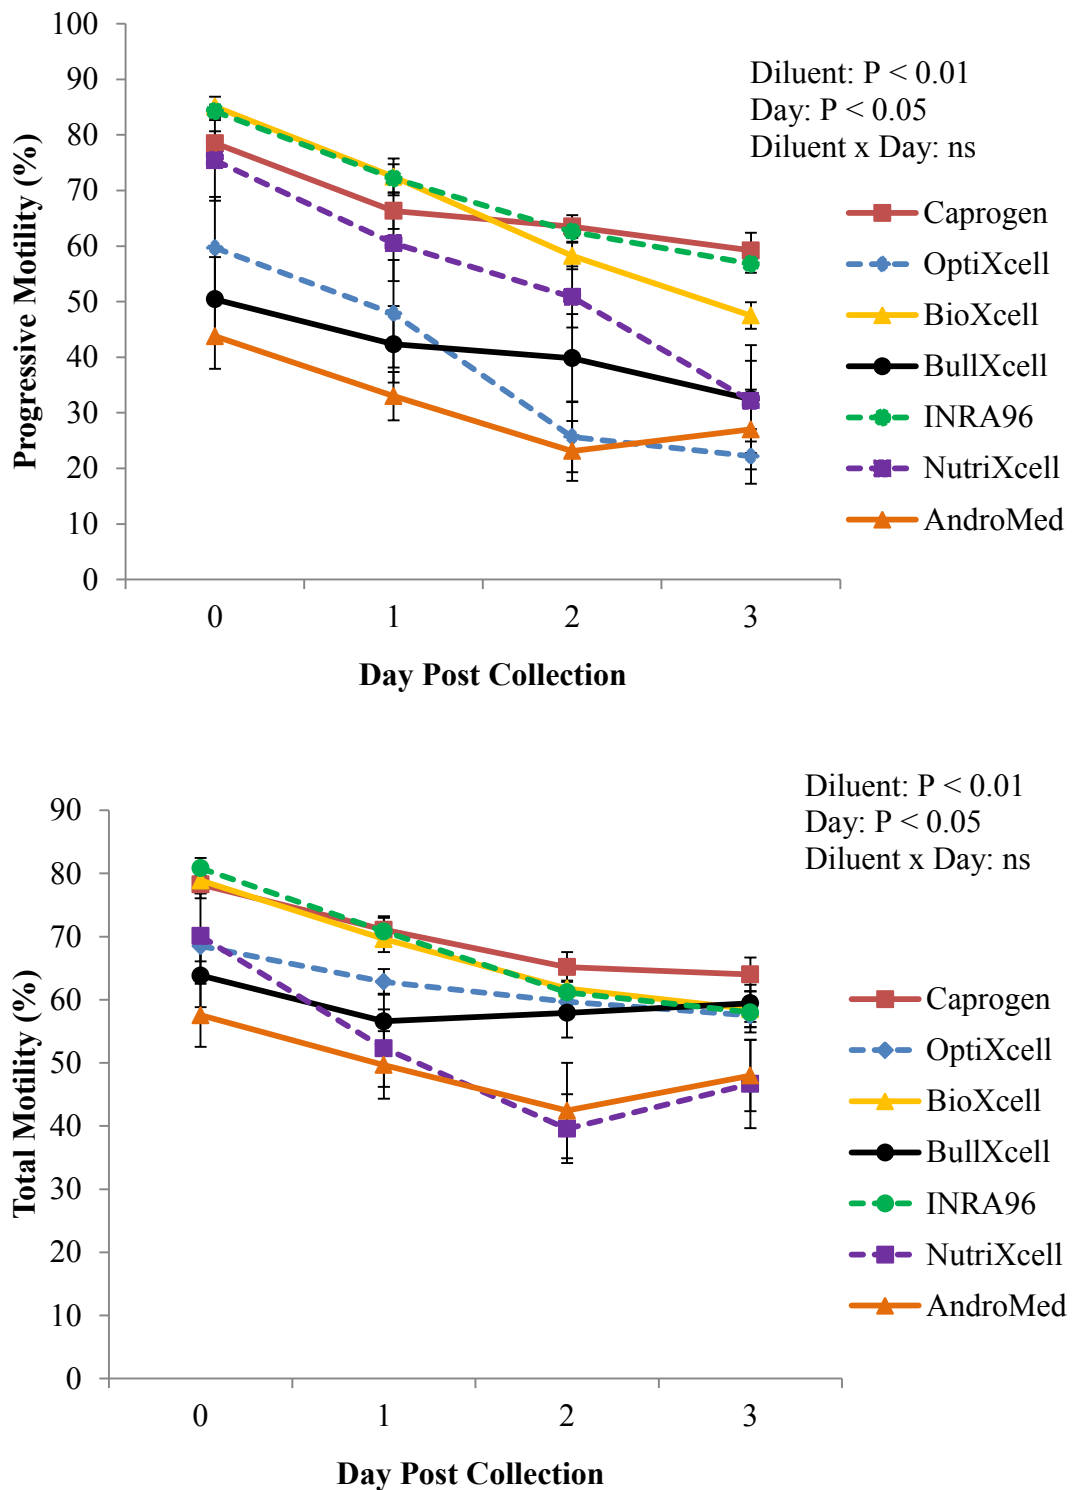 100
90
80
70
60
50
40
30
20
10
0
Progressive Motility (%)
Diluent: P < 0.01
Day: P < 0.05
Diluent x Day: ns
Caprogen
OptiXcell
BioXcell
BullXcell
INRA96
NutriXcell
AndroMed
0 1 2 3
Day Post Collection
90
80
70
60
50
40
30
20
10
0
Total Motility (%)
Diluent: P < 0.01
Day: P < 0.05
Diluent x Day: ns
Caprogen
OptiXcell
BioXcell
BullXcell
INRA96
NutriXcell
AndroMed
0 1 2 3
Day Post Collection